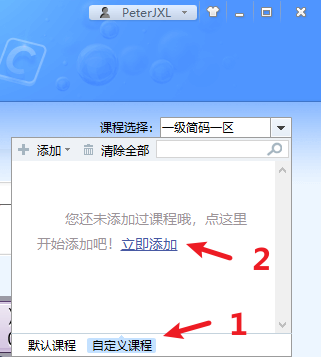 PeterJXL
课程选择: 一级简码一区
添加 清除全部
您还未添加过课程哦，点这里
开始添加吧！立即添加
2
1
默认课程 自定义课程